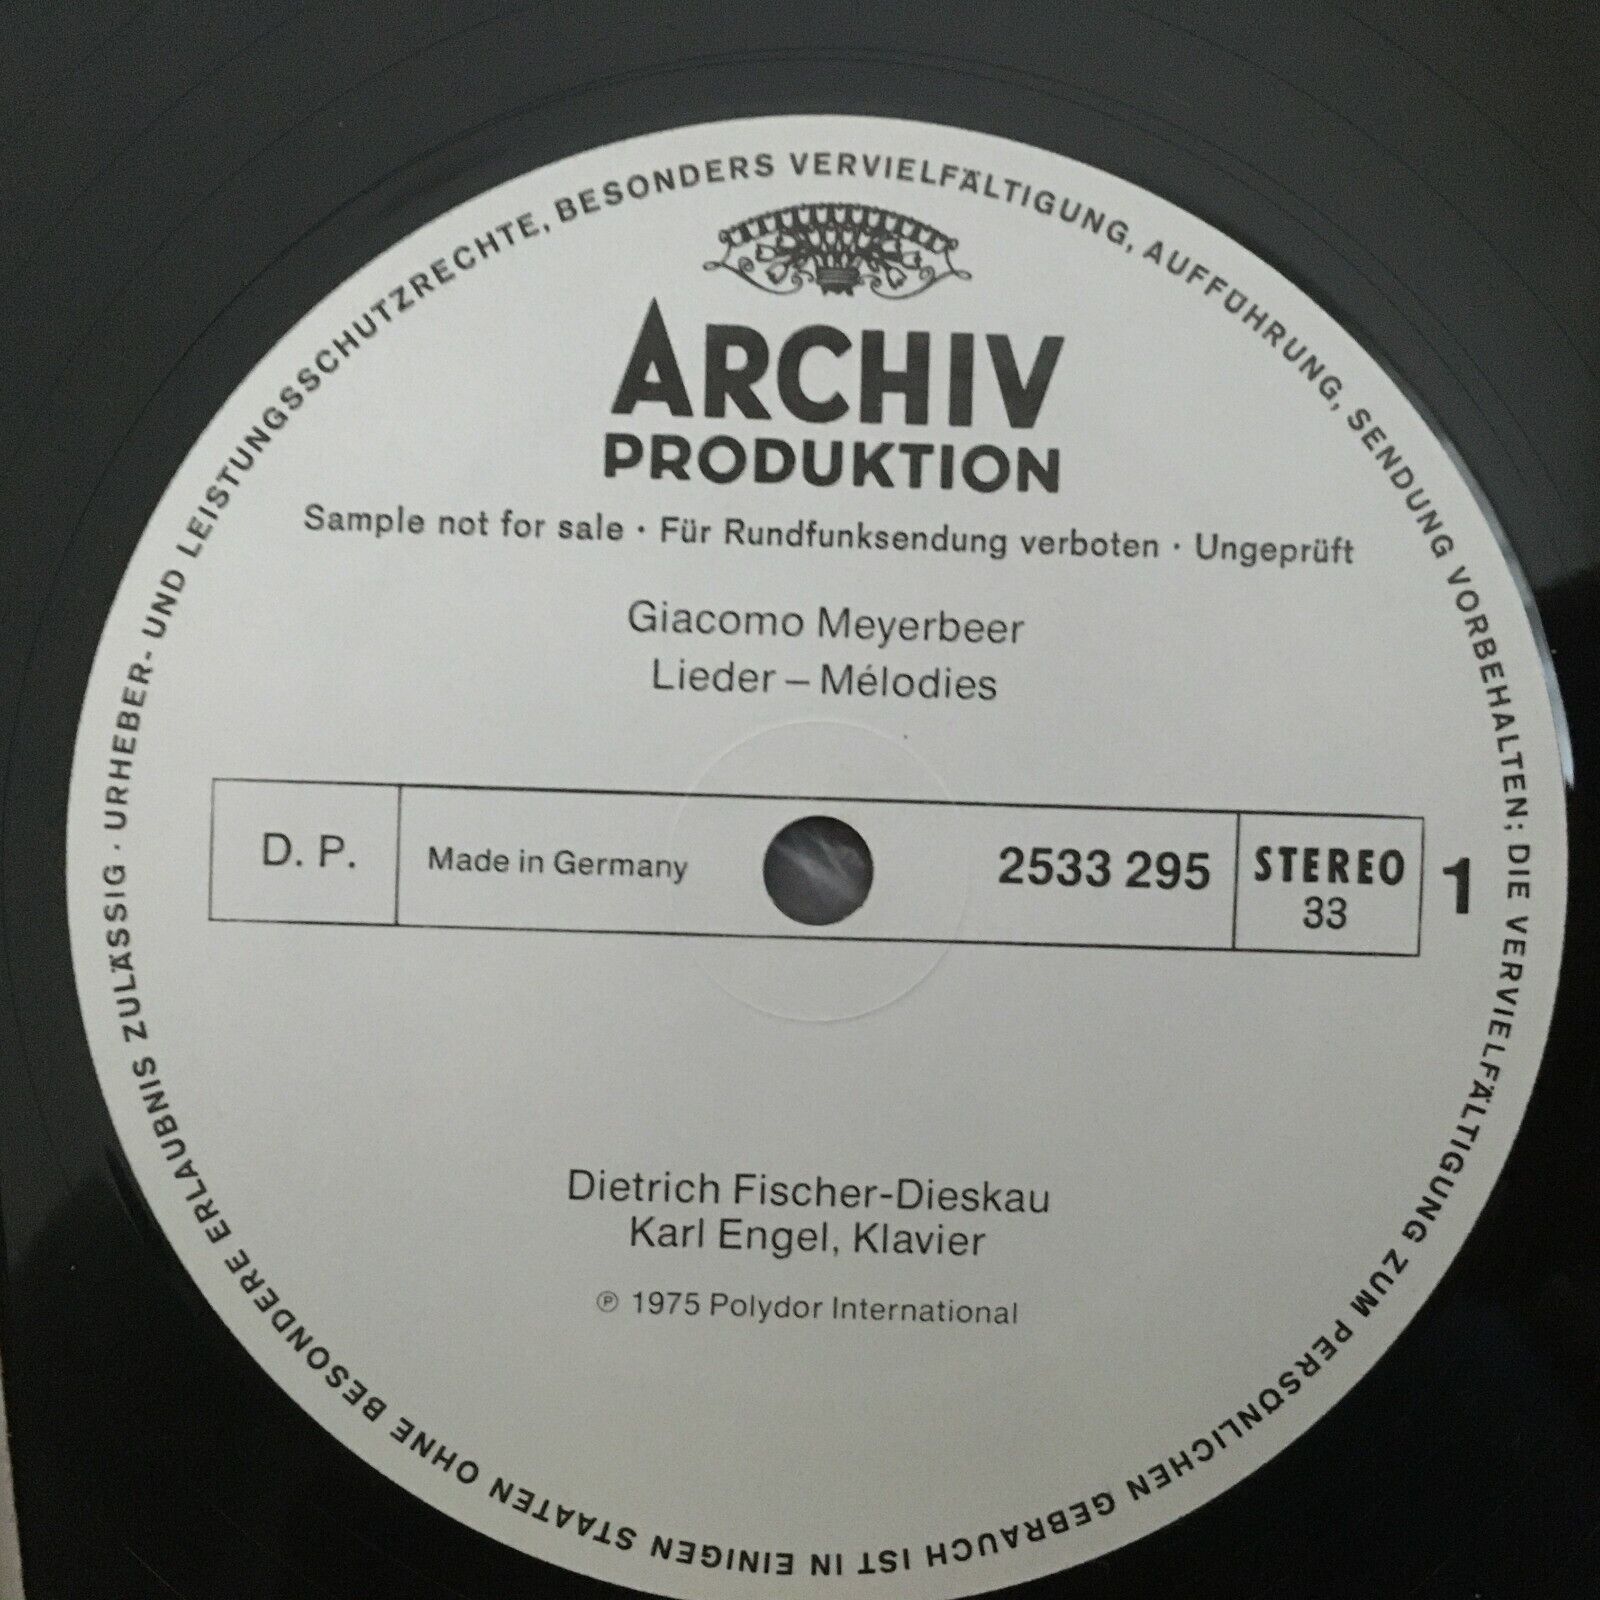 URHEBER- UND LEISTUNGSSCHUTZRECHTE, BESONDERS VERVIELFÄLTIGUNG, AUFFÜHRUNG, SENDUNG VORBEHALTEN; DIE VERVIELFÄLTIGUNG ZUM PERSÖNLICHEN GEBRAUCH IST IN EINIGEN STAATEN OHNE BESONDERE ERLAUBNIS ZULÄSSIG ·
ARCHIV
PRODUKTION
Sample not for sale · Für Rundfunksendung verboten · Ungeprüft
Giacomo Meyerbeer
Lieder – Mélodies
D. P. Made in Germany 2533 295 STEREO 1
33
Dietrich Fischer-Dieskau
Karl Engel, Klavier
℗ 1975 Polydor International